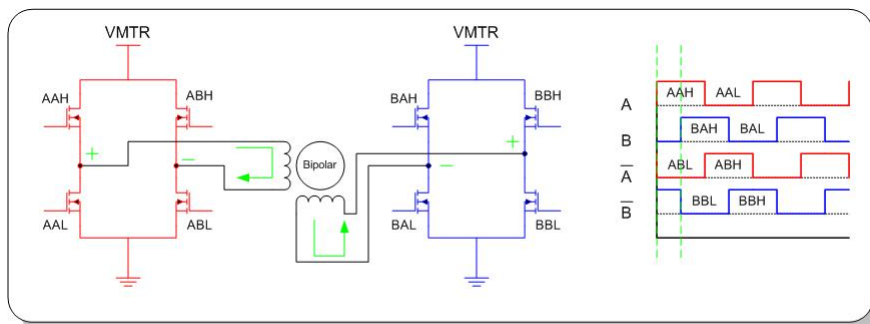 VMTR
VMTR
AAH
ABH
BAH
BBH
+
−
Bipolar
−
+
AAL
ABL
BAL
BBL
A
AAH
AAL
B
BAH
BAL
A̅
ABL
ABH
B̅
BBL
BBH